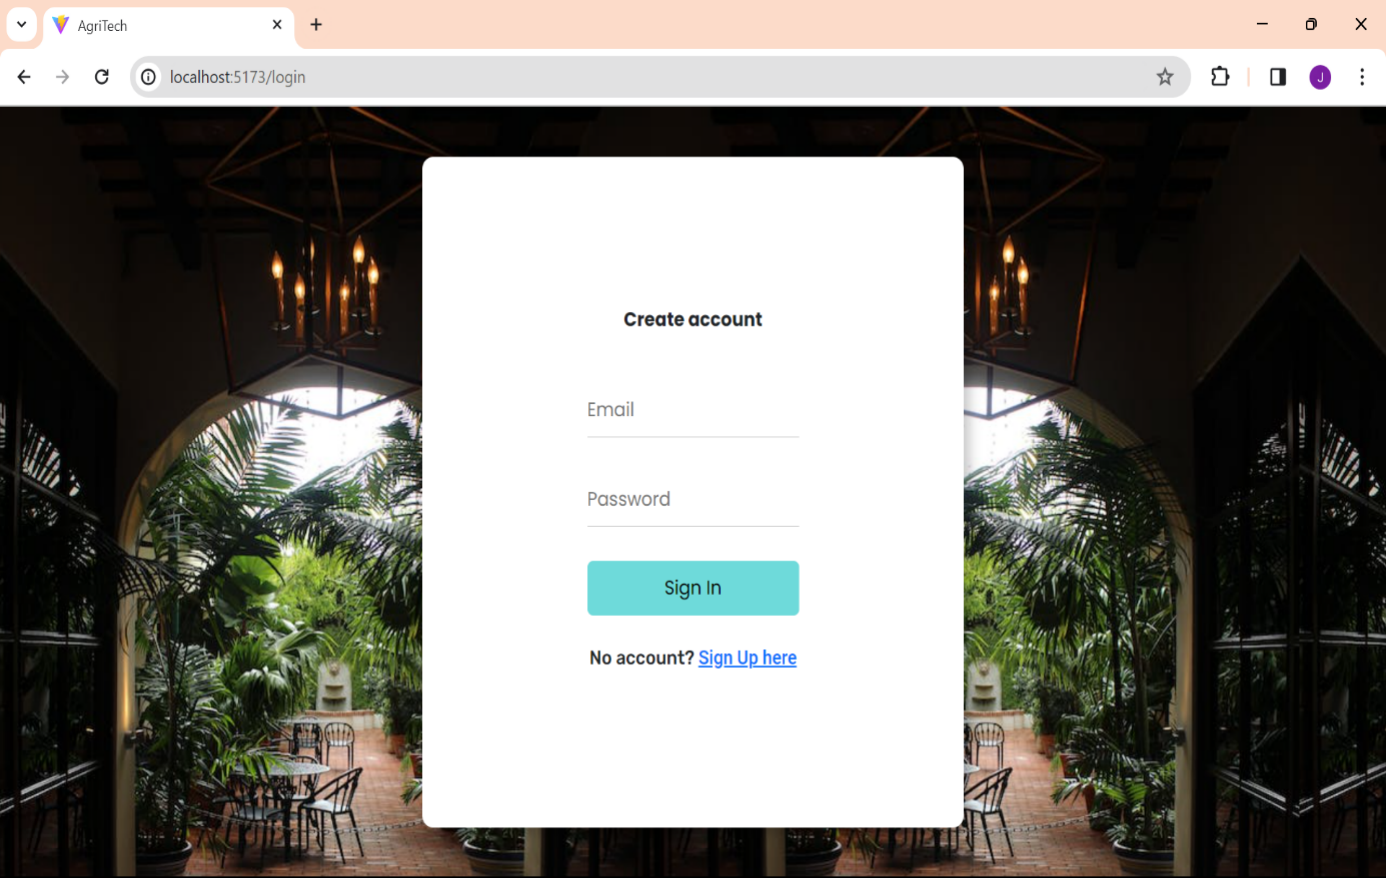 AgriTech
localhost:5173/login
J
Create account
Email
Password
Sign In
No account? Sign Up here